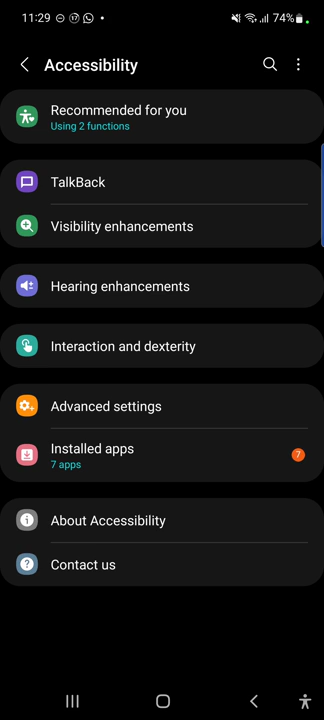 11:29 17 74%
Accessibility
Recommended for you
Using 2 functions
TalkBack
Visibility enhancements
Hearing enhancements
Interaction and dexterity
Advanced settings
Installed apps
7 apps
7
About Accessibility
Contact us